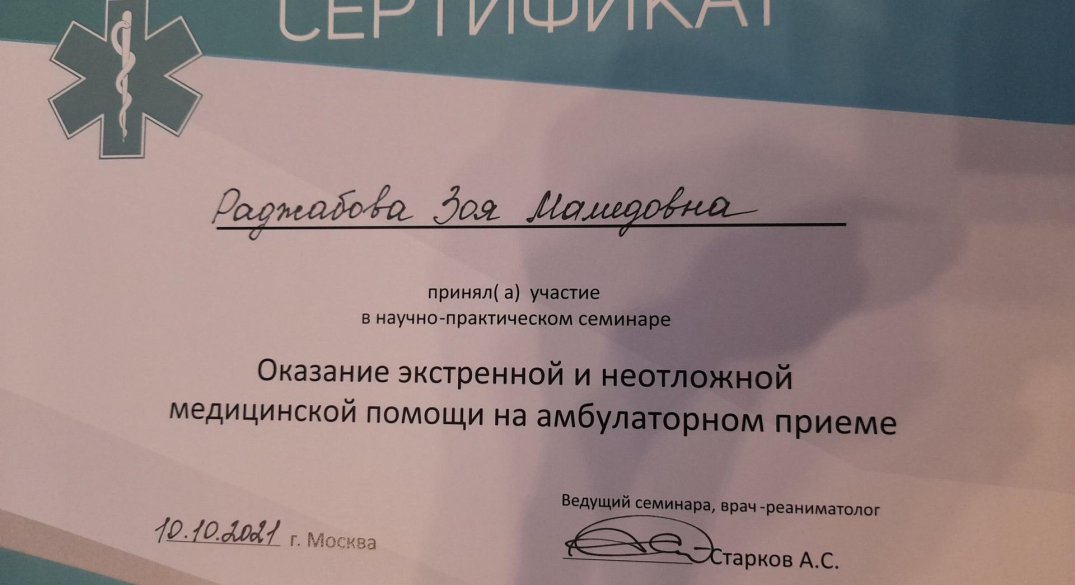 СЕРТИФИКАТ
Раджабова Зоя Мамедовна
принял( а) участие
в научно-практическом семинаре
Оказание экстренной и неотложной
медицинской помощи на амбулаторном приеме
Ведущий семинара, врач-реаниматолог
10.10.2021 г. Москва
Старков А.С.